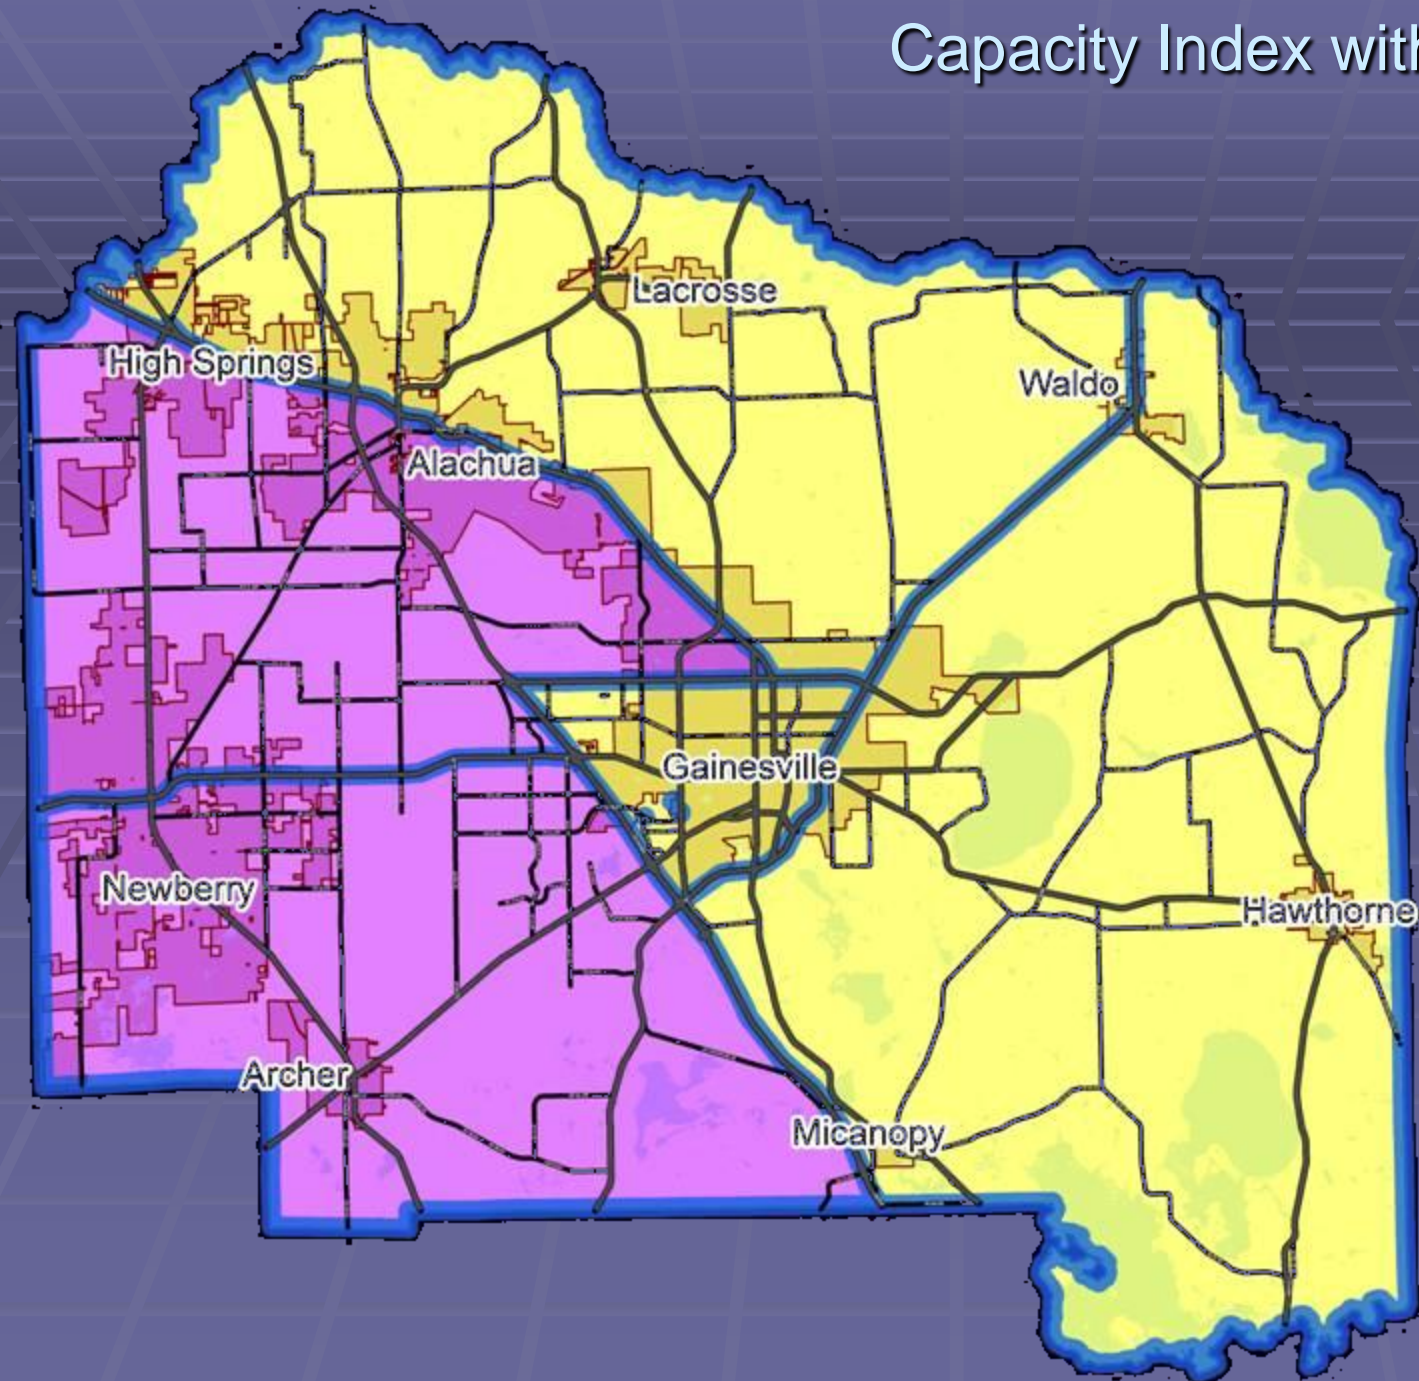 Capacity Index with
Lacrosse
High Springs
Waldo
Alachua
Gainesville
Newberry
Hawthorne
Archer
Micanopy